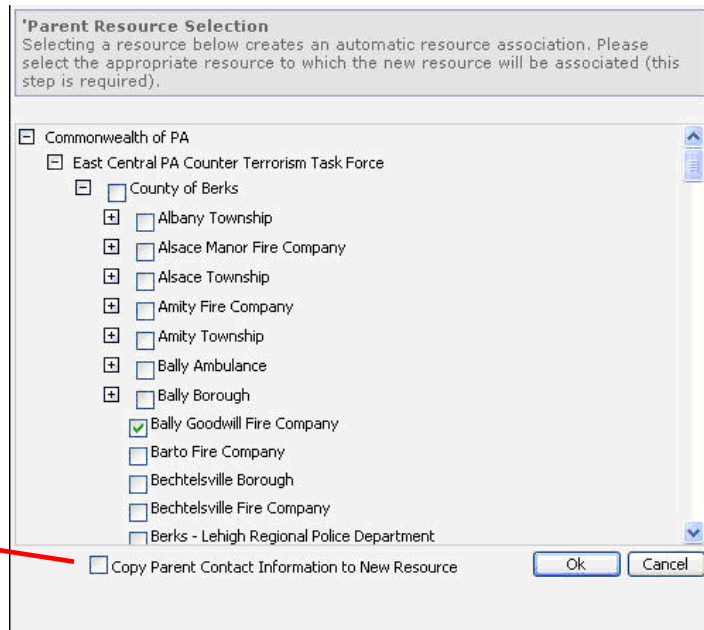 'Parent Resource Selection
Selecting a resource below creates an automatic resource association. Please
select the appropriate resource to which the new resource will be associated (this
step is required).
Commonwealth of PA
East Central PA Counter Terrorism Task Force
County of Berks
Albany Township
Alsace Manor Fire Company
Alsace Township
Amity Fire Company
Amity Township
Bally Ambulance
Bally Borough
Bally Goodwill Fire Company
Barto Fire Company
Bechtelsville Borough
Bechtelsville Fire Company
Berks - Lehigh Regional Police Department
Copy Parent Contact Information to New Resource Ok Cancel